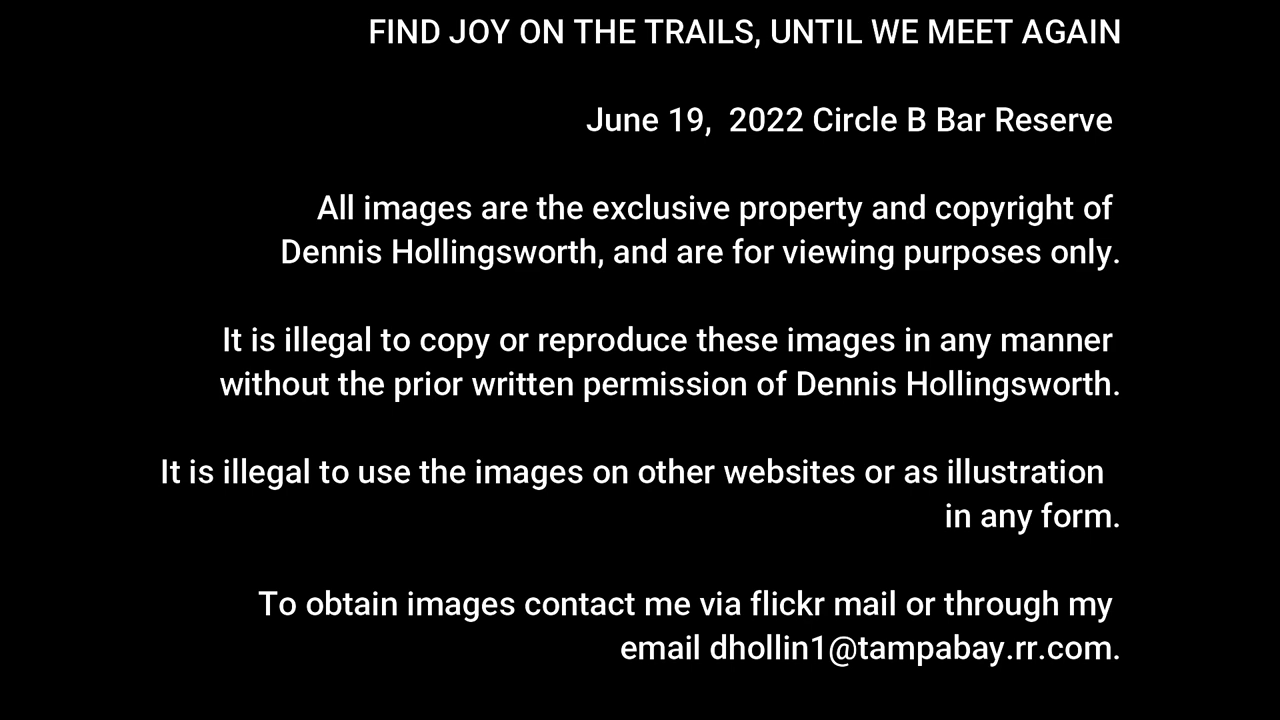 FIND JOY ON THE TRAILS, UNTIL WE MEET AGAIN
June 19,  2022 Circle B Bar Reserve
All images are the exclusive property and copyright of
Dennis Hollingsworth, and are for viewing purposes only.
It is illegal to copy or reproduce these images in any manner
without the prior written permission of Dennis Hollingsworth.
It is illegal to use the images on other websites or as illustration
in any form.
To obtain images contact me via flickr mail or through my
email dhollin1@tampabay.rr.com.